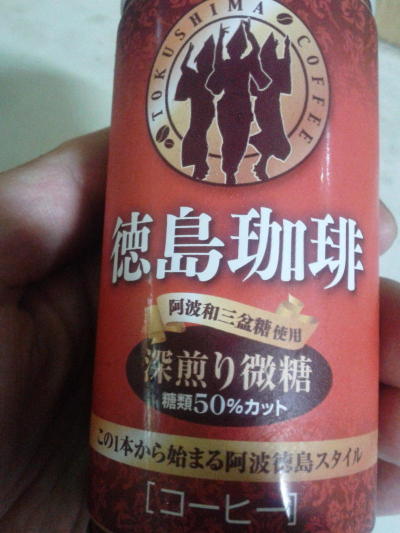 TOKUSHIMA COFFEE
徳島珈琲
阿波和三盆糖使用
深煎り微糖
糖類50%カット
この1本から始まる阿波徳島スタイル
[コーヒー]